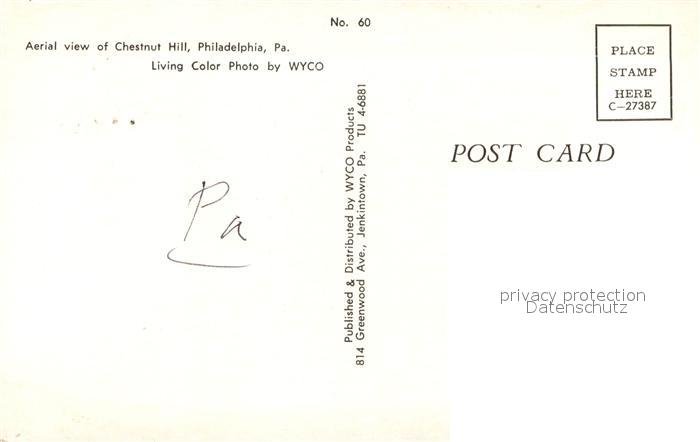 No. 60
Aerial view of Chestnut Hill, Philadelphia, Pa.
Living Color Photo by WYCO
Pa
Published & Distributed by WYCO Products
814 Greenwood Ave., Jenkintown, Pa. TU 4-6881
PLACE
STAMP
HERE
C-27387
POST CARD
privacy protection
Datenschutz